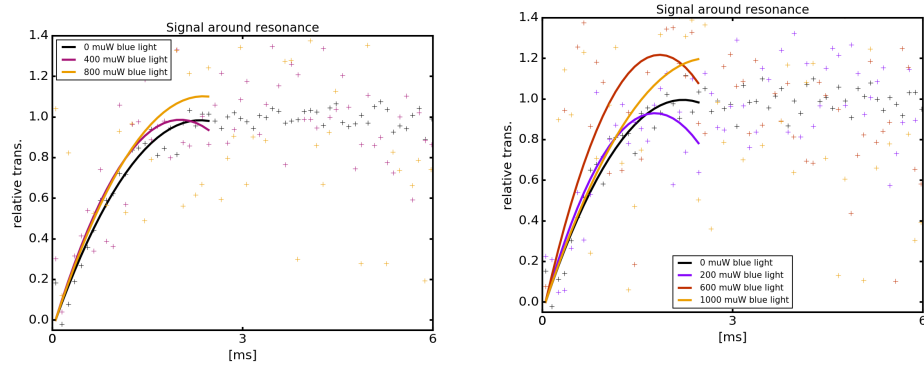 Signal around resonance
1.4
1.2
1.0
0.8
0.6
0.4
0.2
0.0
relative trans.
0 muW blue light
400 muW blue light
800 muW blue light
0
3
6
[ms]
Signal around resonance
1.4
1.2
1.0
0.8
0.6
0.4
0.2
0.0
relative trans.
0 muW blue light
200 muW blue light
600 muW blue light
1000 muW blue light
0
3
6
[ms]